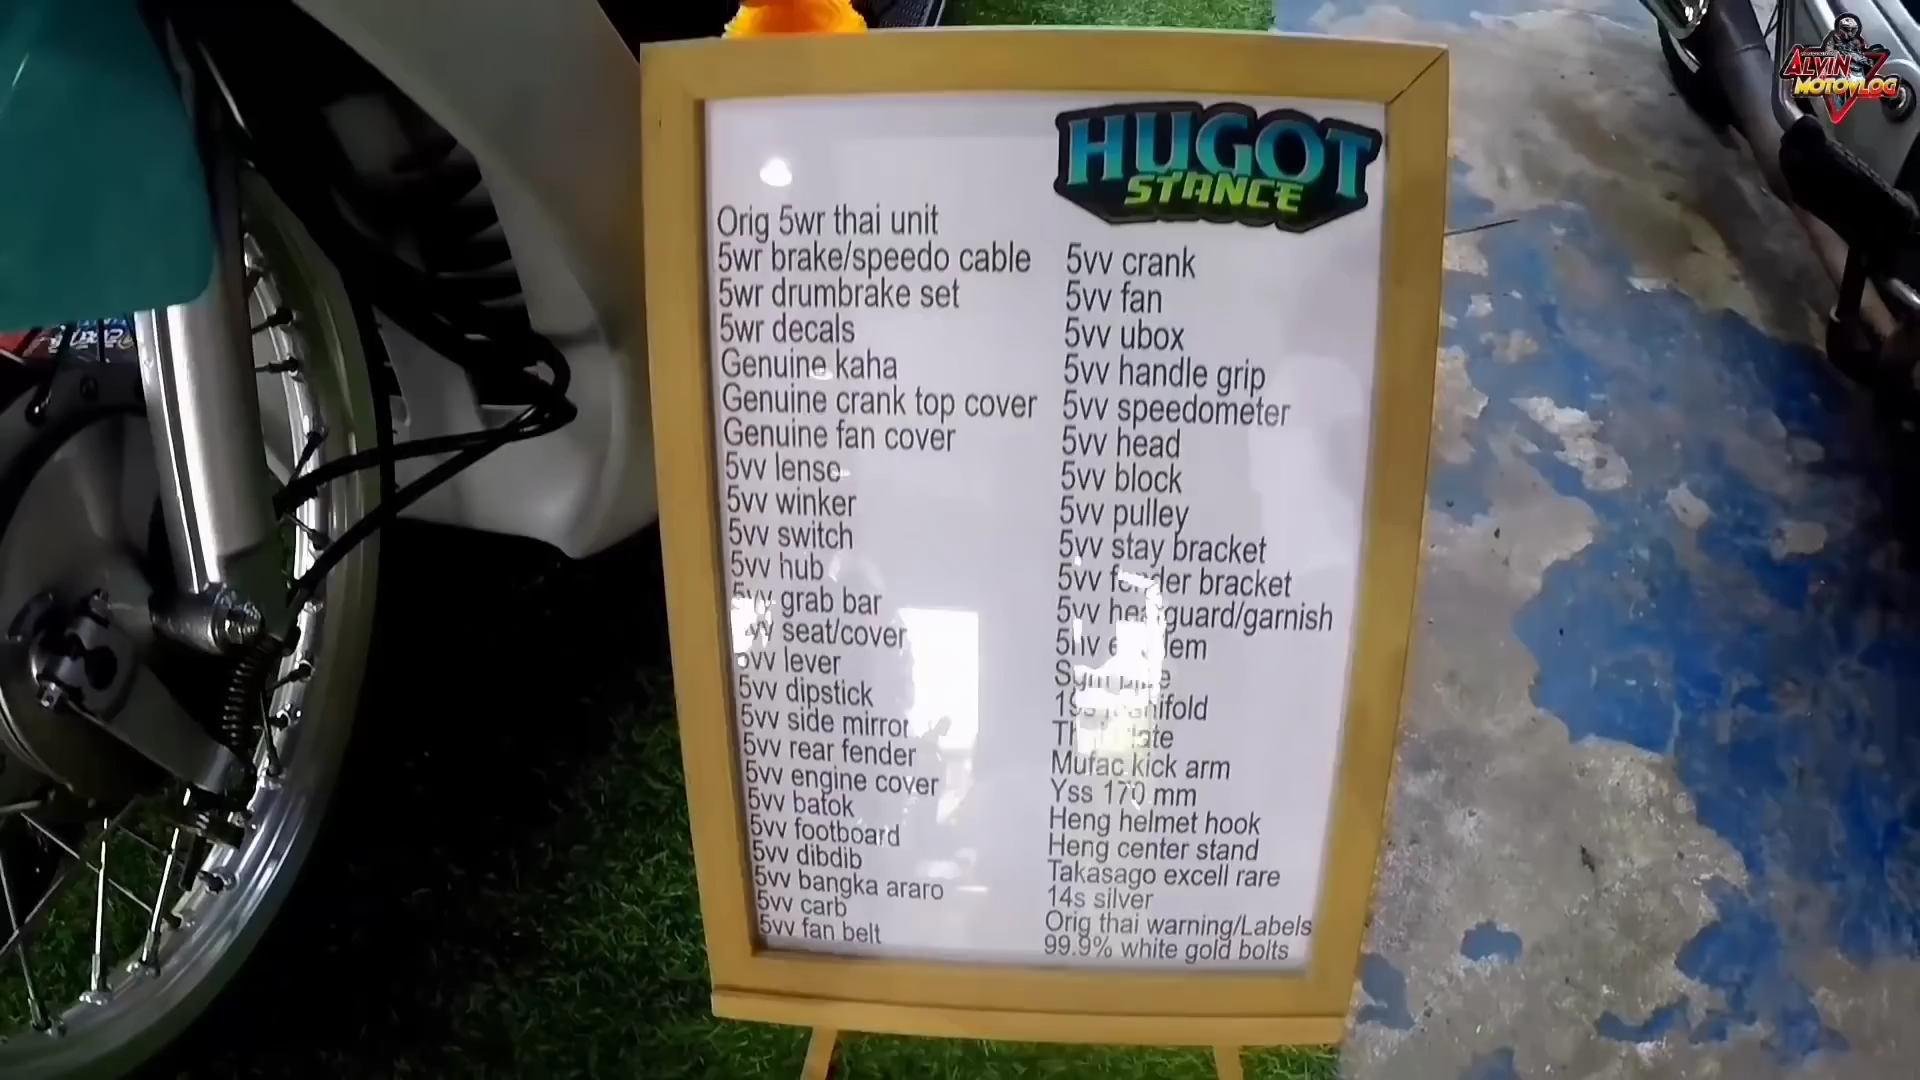 ALVIN
MOTOVLOG
HUGOT
STANCE
Orig 5wr thai unit
5wr brake/speedo cable
5wr drumbrake set
5wr decals
Genuine kaha
Genuine crank top cover
Genuine fan cover
5vv lense
5vv winker
5vv switch
5vv hub
5vv grab bar
seat/cover
5vv lever
5vv dipstick
5vv side mirror
5vv rear fender
5vv engine cover
5vv batok
5vv footboard
5vv dibdib
5vv bangka araro
5vv carb
5vv fan belt
5vv crank
5vv fan
5vv ubox
5vv handle grip
5vv speedometer
5vv head
5vv block
5vv pulley
5vv stay bracket
5vv fender bracket
5vv
5hv
Mufac kick arm
Yss 170 mm
Heng helmet hook
Heng center stand
Takasago excell rare
14s silver
Orig thai warning/Labels
99.9% white gold bolts